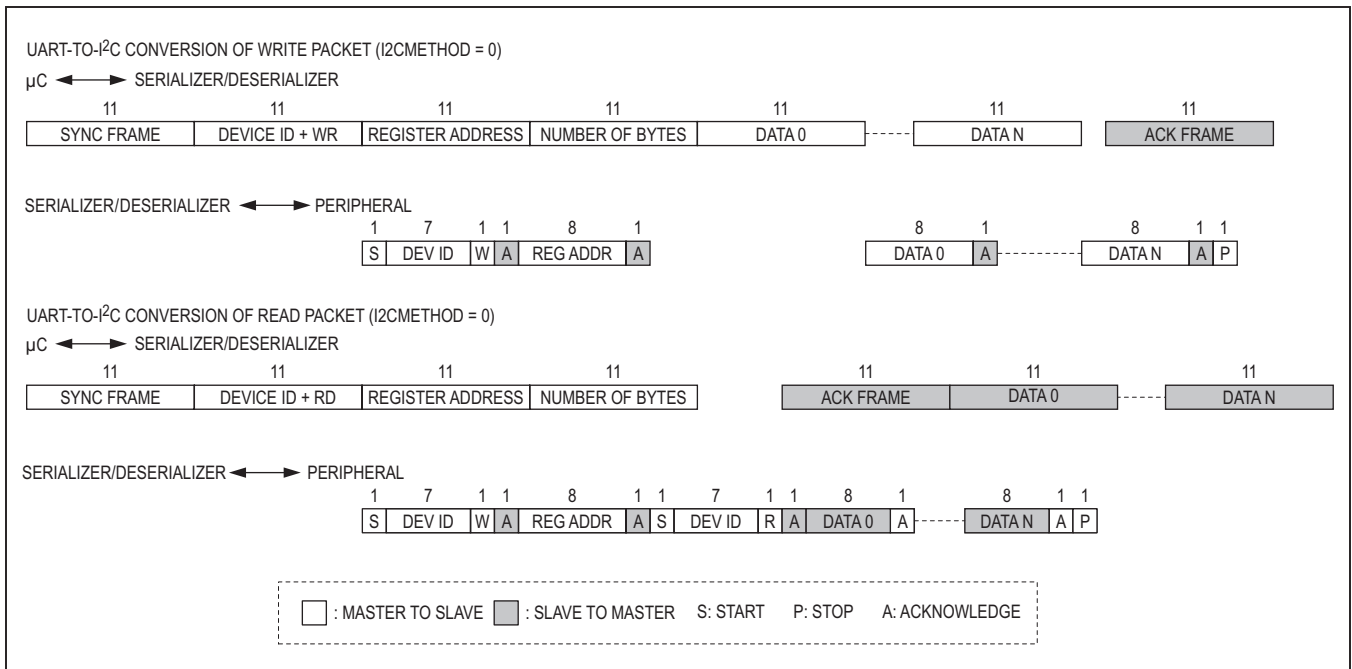 UART-TO-I2C CONVERSION OF WRITE PACKET (I2CMETHOD = 0)
µC SERIALIZER/DESERIALIZER
11 11 11 11 11 11 11
SYNC FRAME DEVICE ID + WR REGISTER ADDRESS NUMBER OF BYTES DATA 0 DATA N ACK FRAME
SERIALIZER/DESERIALIZER PERIPHERAL
1 7 1 1 8 1 8 1 8 1 1
S DEV ID W A REG ADDR A DATA 0 A DATA N A P
UART-TO-I2C CONVERSION OF READ PACKET (I2CMETHOD = 0)
µC SERIALIZER/DESERIALIZER
11 11 11 11 11 11 11
SYNC FRAME DEVICE ID + RD REGISTER ADDRESS NUMBER OF BYTES ACK FRAME DATA 0 DATA N
SERIALIZER/DESERIALIZER PERIPHERAL
1 7 1 1 8 1 1 7 1 1 8 1 8 1 1
S DEV ID W A REG ADDR A S DEV ID R A DATA 0 A DATA N A P
: MASTER TO SLAVE : SLAVE TO MASTER S: START P: STOP A: ACKNOWLEDGE